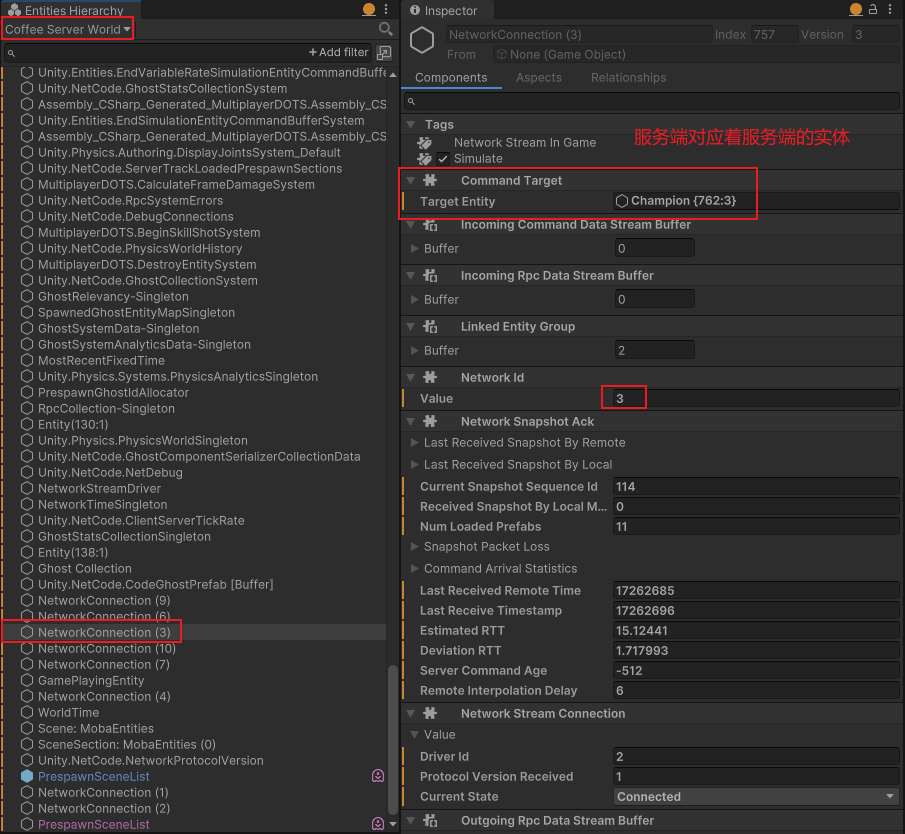 Entities Hierarchy
Coffee Server World
+ Add filter
Unity.Entities.EndVariableRateSimulationEntityCommandBuffe
Unity.NetCode.GhostStatsCollectionSystem
Assembly_CSharp_Generated_MultiplayerDOTS.Assembly_CS
Unity.Entities.EndSimulationEntityCommandBufferSystem
Assembly_CSharp_Generated_MultiplayerDOTS.Assembly_CS
Unity.Physics.Authoring.DisplayJointsSystem_Default
Unity.NetCode.ServerTrackLoadedPrespawnSections
MultiplayerDOTS.CalculateFrameDamageSystem
Unity.NetCode.RpcSystemErrors
Unity.NetCode.DebugConnections
MultiplayerDOTS.BeginSkillShotSystem
Unity.NetCode.PhysicsWorldHistory
MultiplayerDOTS.DestroyEntitySystem
Unity.NetCode.GhostCollectionSystem
GhostRelevancy-Singleton
SpawnedGhostEntityMapSingleton
GhostSystemData-Singleton
GhostSystemAnalyticsData-Singleton
MostRecentFixedTime
Unity.Physics.Systems.PhysicsAnalyticsSingleton
PrespawnGhostIdAllocator
RpcCollection-Singleton
Entity(130:1)
Unity.Physics.PhysicsWorldSingleton
Unity.NetCode.GhostComponentSerializerCollectionData
Unity.NetCode.NetDebug
NetworkStreamDriver
NetworkTimeSingleton
Unity.NetCode.ClientServerTickRate
GhostStatsCollectionSingleton
Entity(138:1)
Ghost Collection
Unity.NetCode.CodeGhostPrefab [Buffer]
NetworkConnection (9)
NetworkConnection (6)
NetworkConnection (3)
NetworkConnection (10)
NetworkConnection (7)
GamePlayingEntity
NetworkConnection (4)
WorldTime
Scene: MobaEntities
SceneSection: MobaEntities (0)
Unity.NetCode.NetworkProtocolVersion
PrespawnSceneList
NetworkConnection (1)
NetworkConnection (2)
PrespawnSceneList
Inspector
NetworkConnection (3) Index 757 Version 3
From None (Game Object)
Components Aspects Relationships
Tags
Network Stream In Game
Simulate
服务端对应着服务端的实体
Command Target
Target Entity Champion {762:3}
Incoming Command Data Stream Buffer
Buffer 0
Incoming Rpc Data Stream Buffer
Buffer 0
Linked Entity Group
Buffer 2
Network Id
Value 3
Network Snapshot Ack
Last Received Snapshot By Remote
Last Received Snapshot By Local
Current Snapshot Sequence Id 114
Received Snapshot By Local M... 0
Num Loaded Prefabs 11
Snapshot Packet Loss
Command Arrival Statistics
Last Received Remote Time 17262685
Last Receive Timestamp 17262696
Estimated RTT 15.12441
Deviation RTT 1.717993
Server Command Age -512
Remote Interpolation Delay 6
Network Stream Connection
Value
Driver Id 2
Protocol Version Received 1
Current State Connected
Outgoing Rpc Data Stream Buffer